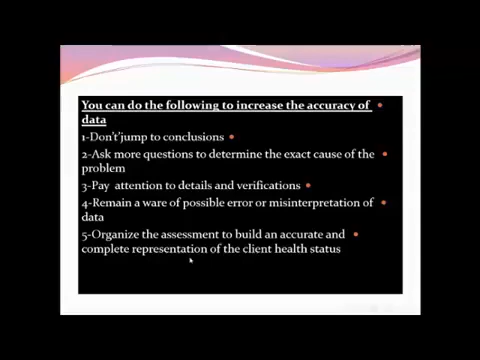 You can do the following to increase the accuracy of
data
1-Don't'jump to conclusions
2-Ask more questions to determine the exact cause of the
problem
3-Pay attention to details and verifications
4-Remain a ware of possible error or misinterpretation of
data
5-Organize the assessment to build an accurate and
complete representation of the client health status